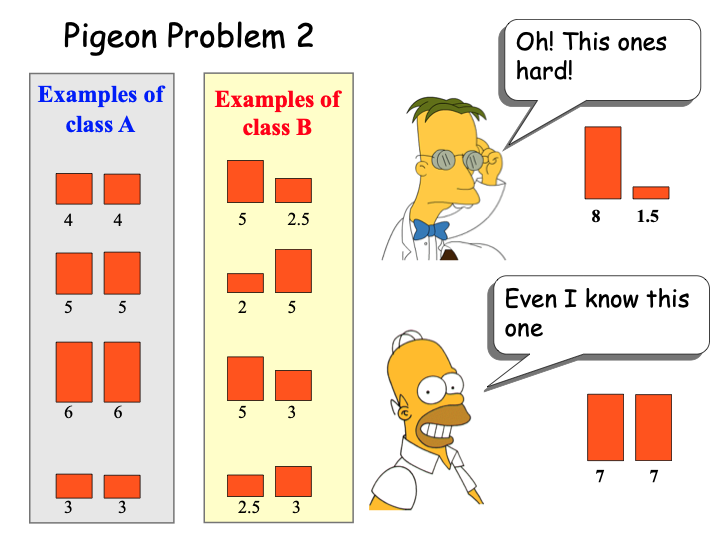 Pigeon Problem 2
Examples of
class A
4 4
5 5
6 6
3 3
Examples of
class B
5 2.5
2 5
5 3
2.5 3
Oh! This ones
hard!
8 1.5
Even I know this
one
7 7